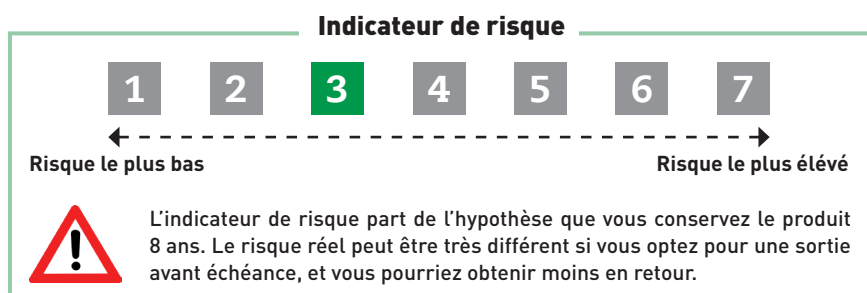 Indicateur de risque
1 2 3 4 5 6 7
Risque le plus bas Risque le plus élévé
L'indicateur de risque part de l'hypothèse que vous conservez le produit
8 ans. Le risque réel peut être très différent si vous optez pour une sortie
avant échéance, et vous pourriez obtenir moins en retour.